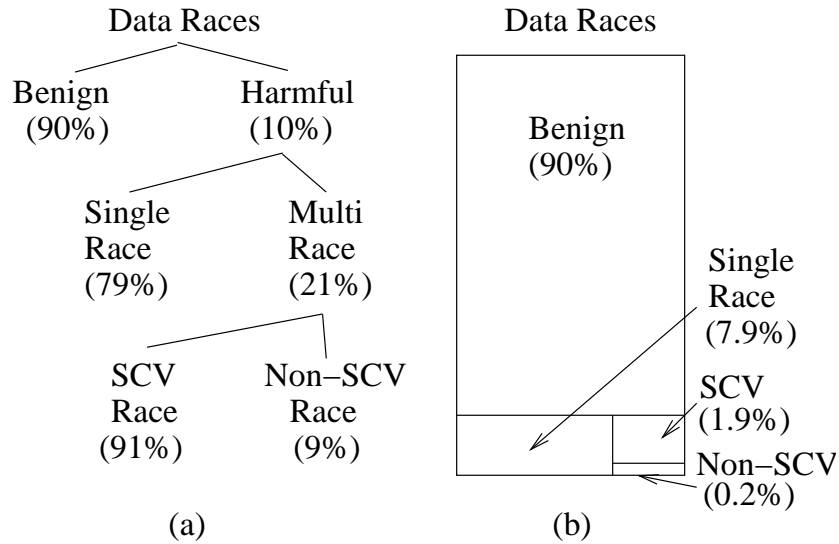 Data Races
Benign
(90%)
Harmful
(10%)
Single
Race
(79%)
Multi
Race
(21%)
SCV
Race
(91%)
Non−SCV
Race
(9%)
(a)
Data Races
Benign
(90%)
Single
Race
(7.9%)
SCV
(1.9%)
Non−SCV
(0.2%)
(b)